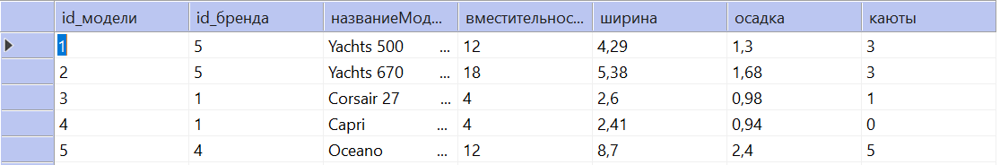 id_модели id_бренда названиеМод... вместительнос... ширина осадка каюты
1 5 Yachts 500 ... 12 4,29 1,3 3
2 5 Yachts 670 ... 18 5,38 1,68 3
3 1 Corsair 27 ... 4 2,6 0,98 1
4 1 Capri ... 4 2,41 0,94 0
5 4 Oceano ... 12 8,7 2,4 5